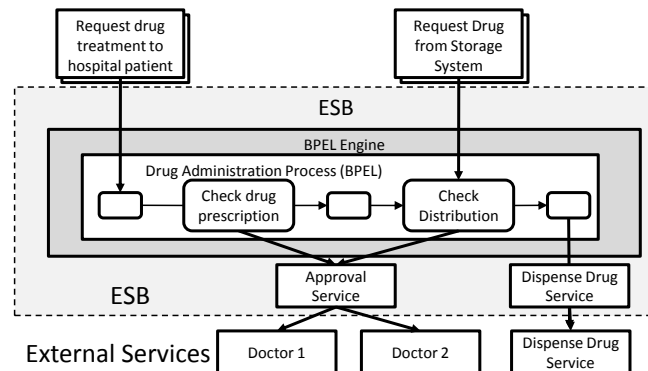 Request drug
treatment to
hospital patient
Request Drug
from Storage
System
ESB
BPEL Engine
Drug Administration Process (BPEL)
Check drug
prescription
Check
Distribution
Approval
Service
Dispense Drug
Service
ESB
External Services
Doctor 1
Doctor 2
Dispense Drug
Service